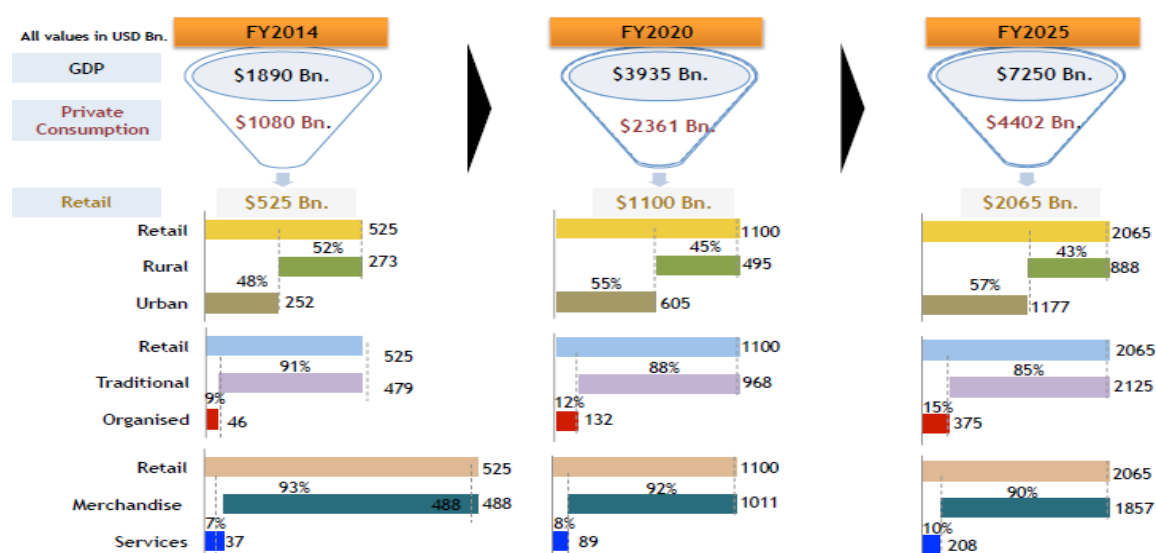 All values in USD Bn.
FY2014
FY2020
FY2025
GDP
$1890 Bn.
$3935 Bn.
$7250 Bn.
Private
Consumption
$1080 Bn.
$2361 Bn.
$4402 Bn.
Retail
$525 Bn.
$1100 Bn.
$2065 Bn.
Retail
525
1100
2065
52%
45%
43%
Rural
273
495
888
48%
55%
57%
Urban
252
605
1177
Retail
525
1100
2065
91%
88%
85%
Traditional
479
968
2125
9%
12%
15%
Organised
46
132
375
Retail
525
1100
2065
93%
92%
90%
Merchandise
488
488
1011
1857
7%
8%
10%
Services
37
89
208